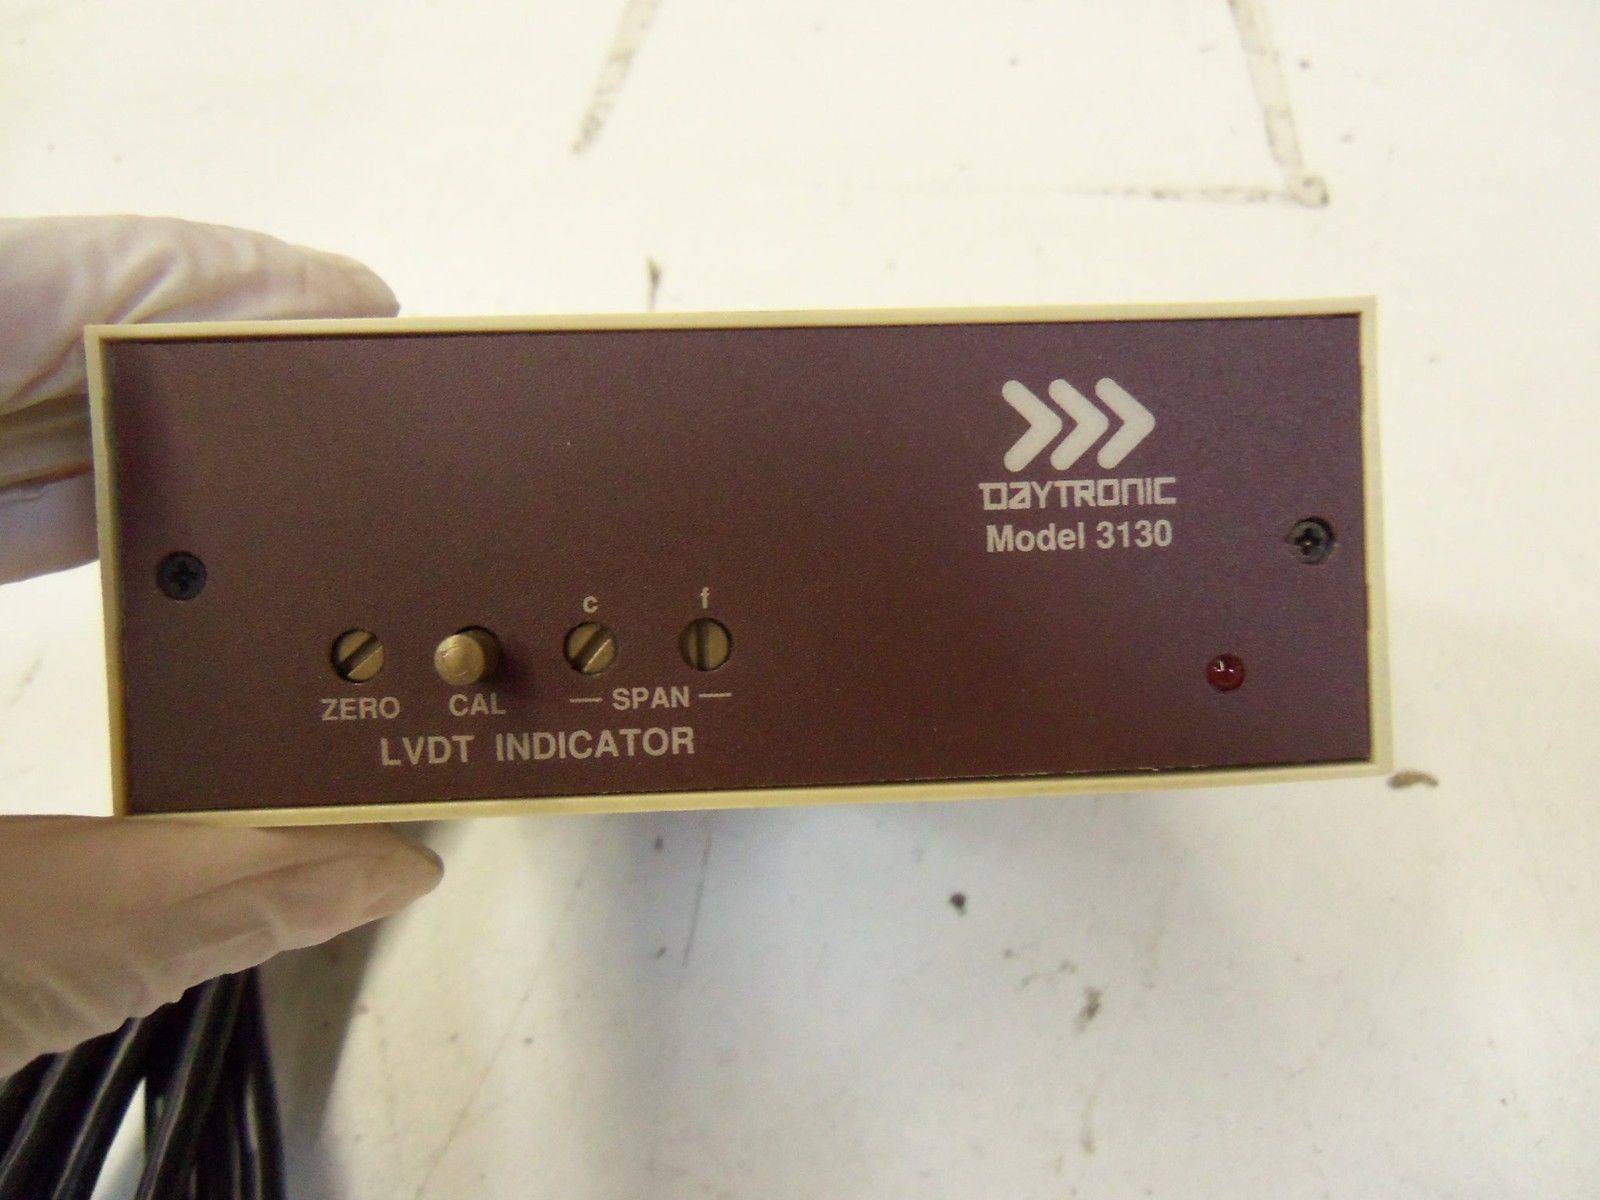 DAYTRONIC
Model 3130
c f
ZERO CAL — SPAN —
LVDT INDICATOR